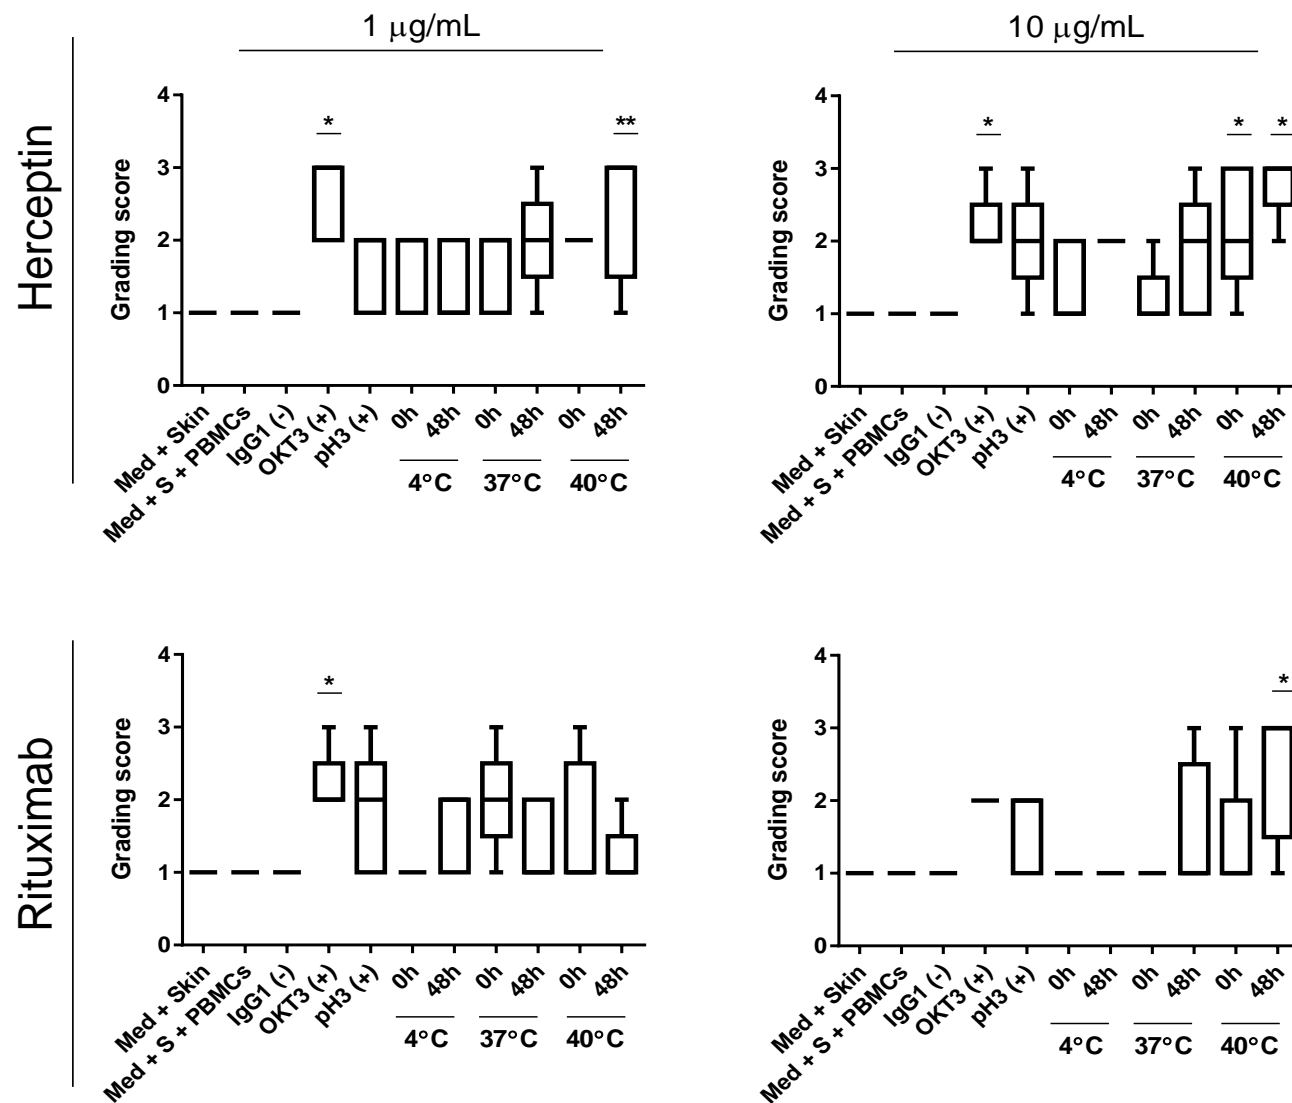 1 μg/mL
10 μg/mL
Herceptin
Grading score
4
3
2
1
0
*
**
Med + Skin
Med + S + PBMCs
IgG1 (-)
OKT3 (+)
pH3 (+)
0h
48h
0h
48h
0h
48h
4°C
37°C
40°C
Grading score
4
3
2
1
0
*
*
*
Med + Skin
Med + S + PBMCs
IgG1 (-)
OKT3 (+)
pH3 (+)
0h
48h
0h
48h
0h
48h
4°C
37°C
40°C
Rituximab
Grading score
4
3
2
1
0
*
Med + Skin
Med + S + PBMCs
IgG1 (-)
OKT3 (+)
pH3 (+)
0h
48h
0h
48h
0h
48h
4°C
37°C
40°C
Grading score
4
3
2
1
0
*
Med + Skin
Med + S + PBMCs
IgG1 (-)
OKT3 (+)
pH3 (+)
0h
48h
0h
48h
0h
48h
4°C
37°C
40°C